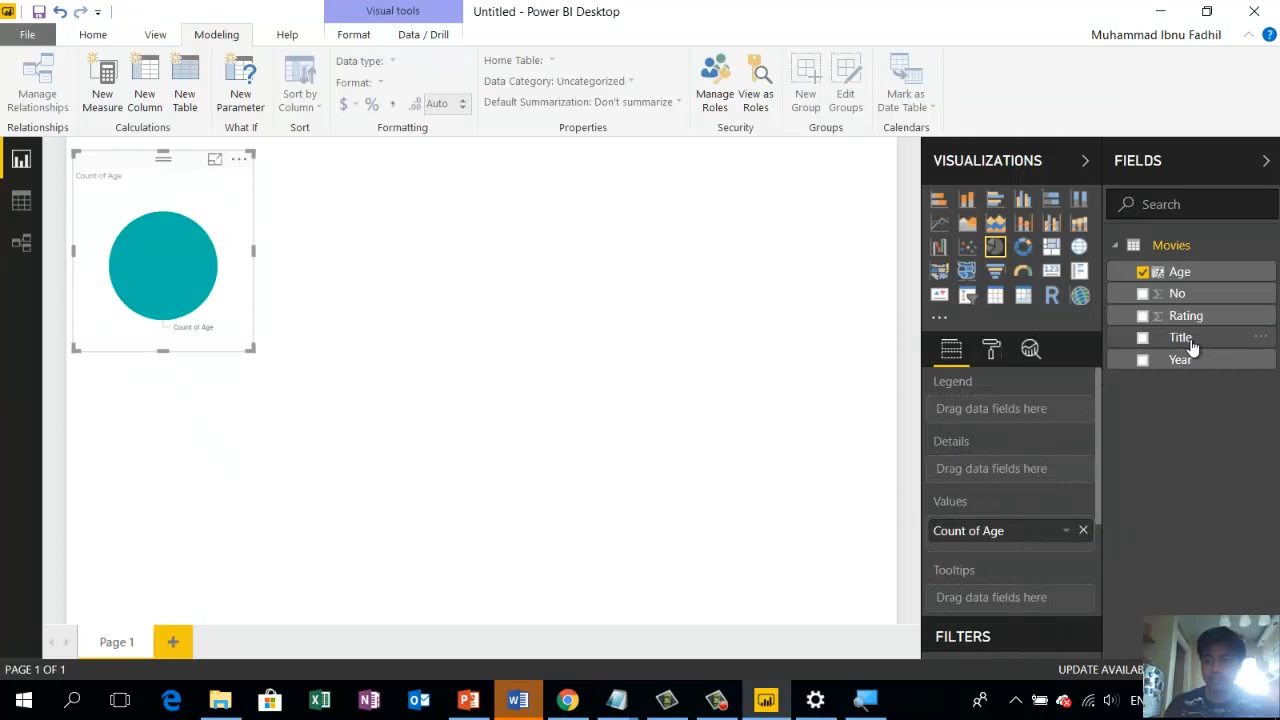 Visual tools
Untitled - Power BI Desktop
File
Home
View
Modeling
Help
Format
Data / Drill
Muhammad Ibnu Fadhil
Manage
Relationships
New
Measure
New
Column
New
Table
New
Parameter
Sort by
Column
Data type:
Format:
$ % , .00 Auto
Home Table:
Data Category: Uncategorized
Default Summarization: Don't summarize
Manage
Roles
View as
Roles
New
Group
Edit
Groups
Mark as
Date Table
Relationships
Calculations
What If
Sort
Formatting
Properties
Security
Groups
Calendars
Count of Age
Count of Age
VISUALIZATIONS
R
Legend
Drag data fields here
Details
Drag data fields here
Values
Count of Age
Tooltips
Drag data fields here
FILTERS
FIELDS
Search
Movies
Age
No
Rating
Title
Year
Page 1
PAGE 1 OF 1
UPDATE AVAILAB
EN